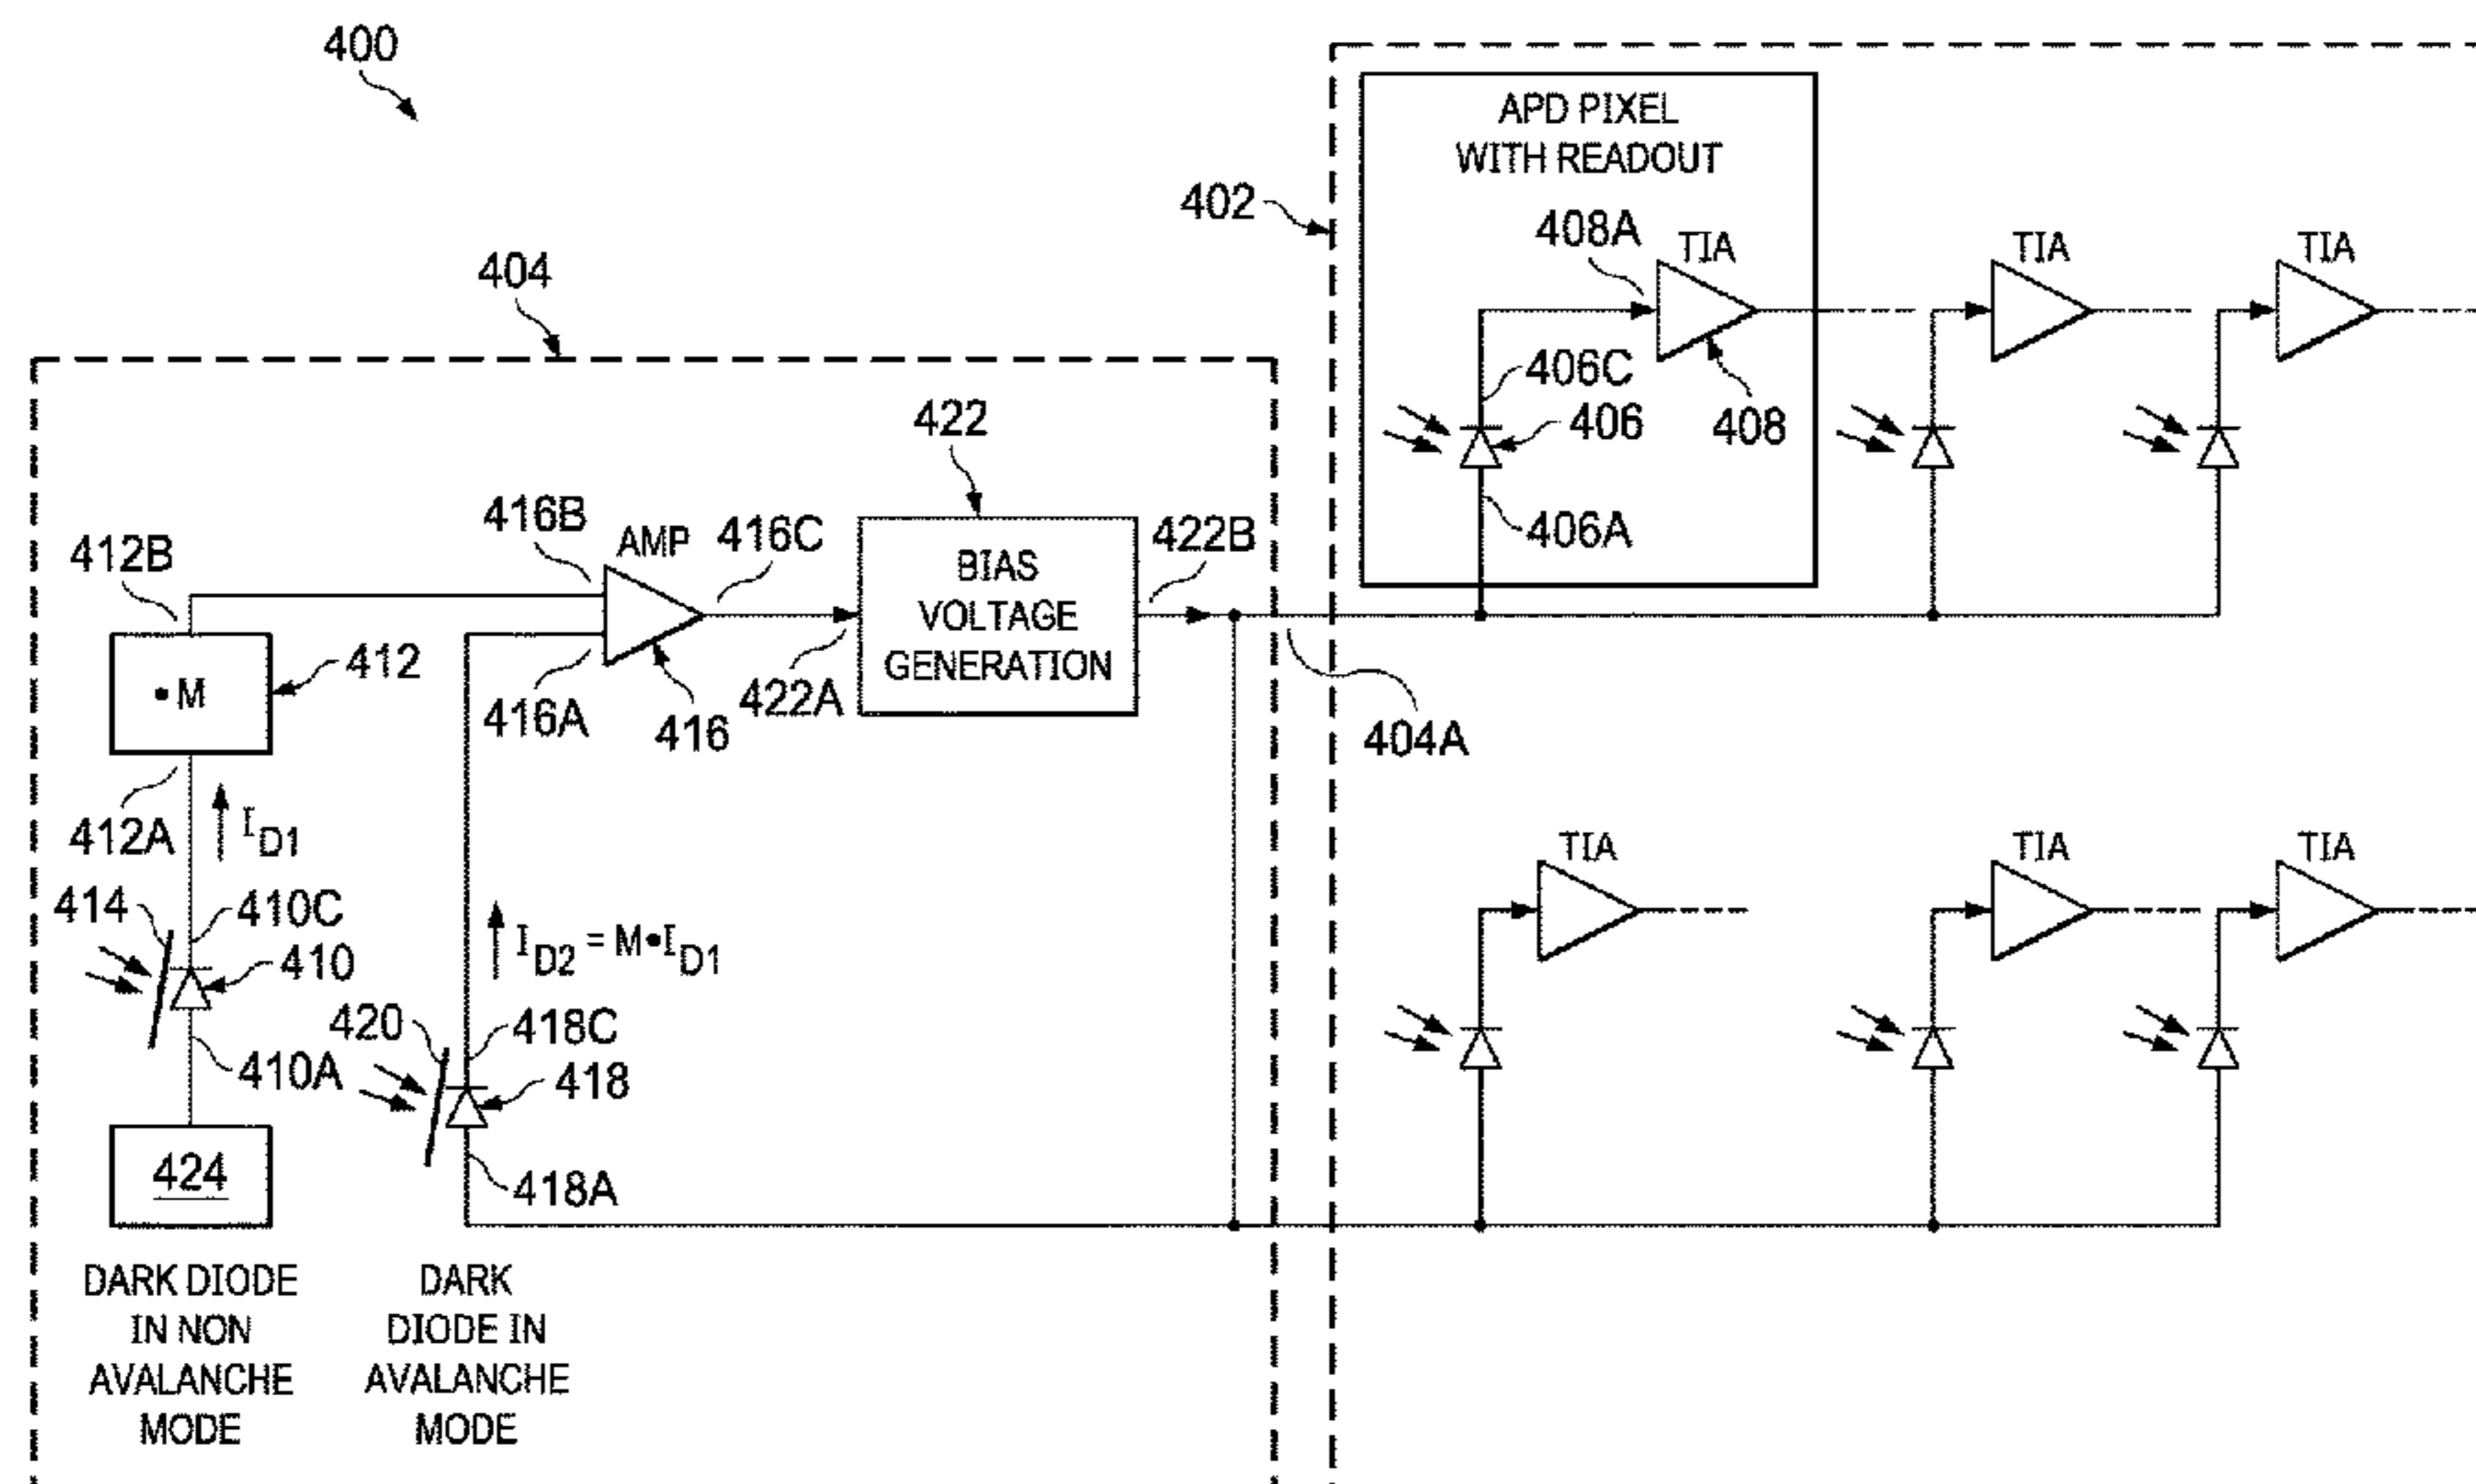 400
APD PIXEL
WITH READOUT
402
408A
TIA
TIA
TIA
404
406C
406
408
422
406A
416B
AMP
416C
422B
412B
BIAS
VOLTAGE
GENERATION
• M
412
416A
416
422A
404A
412A
I D1
TIA
TIA
TIA
414
410C
410
I D2 = M•I D1
420
418C
410A
418
424
418A
DARK DIODE
IN NON
AVALANCHE
MODE
DARK
DIODE IN
AVALANCHE
MODE